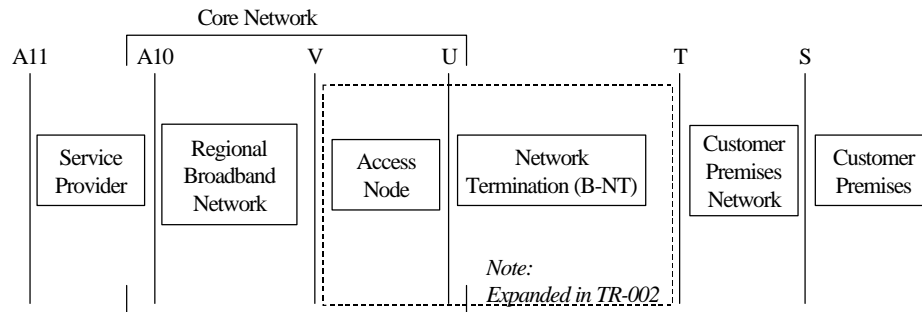 Core Network
A11
A10
V
U
T
S
Service
Provider
Regional
Broadband
Network
Access
Node
Network
Termination (B-NT)
Customer
Premises
Network
Customer
Premises
Note:
Expanded in TR-002